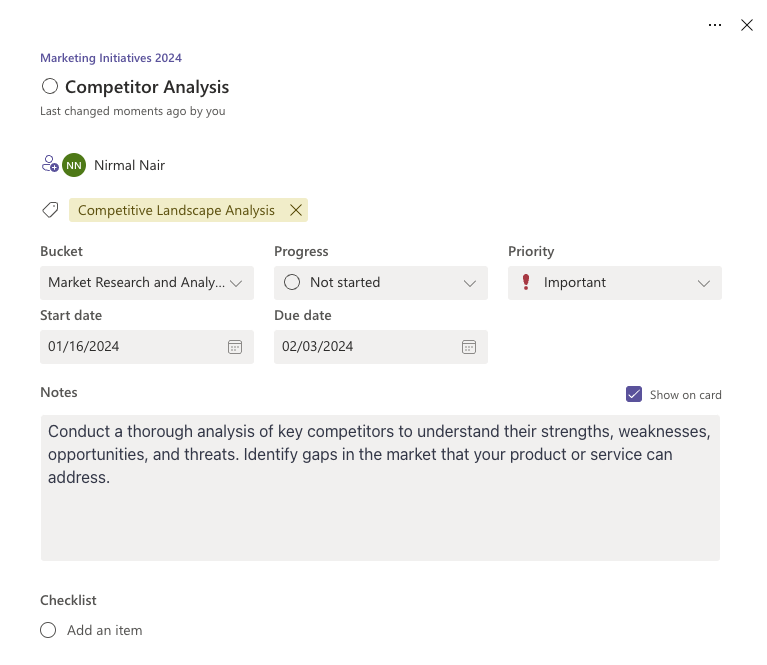 Marketing Initiatives 2024
Competitor Analysis
Last changed moments ago by you
NN Nirmal Nair
Competitive Landscape Analysis
Bucket Progress Priority
Market Research and Analy... Not started Important
Start date Due date
01/16/2024 02/03/2024
Notes Show on card
Conduct a thorough analysis of key competitors to understand their strengths, weaknesses,
opportunities, and threats. Identify gaps in the market that your product or service can
address.
Checklist
Add an item